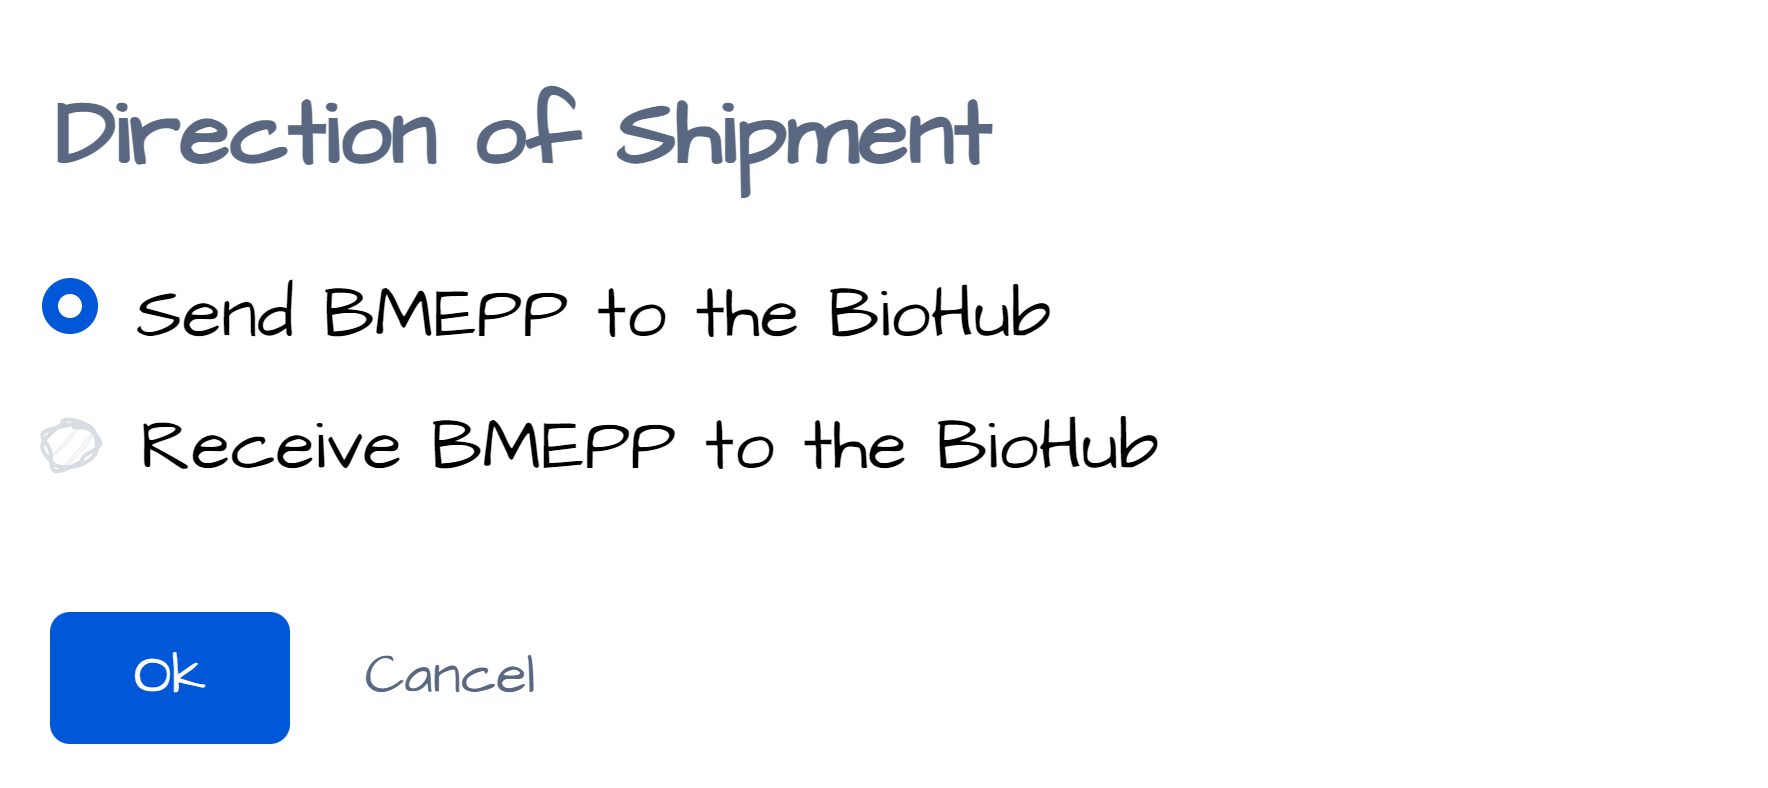 Direction of Shipment
Send BMEPP to the BioHub
Receive BMEPP to the BioHub
Ok Cancel